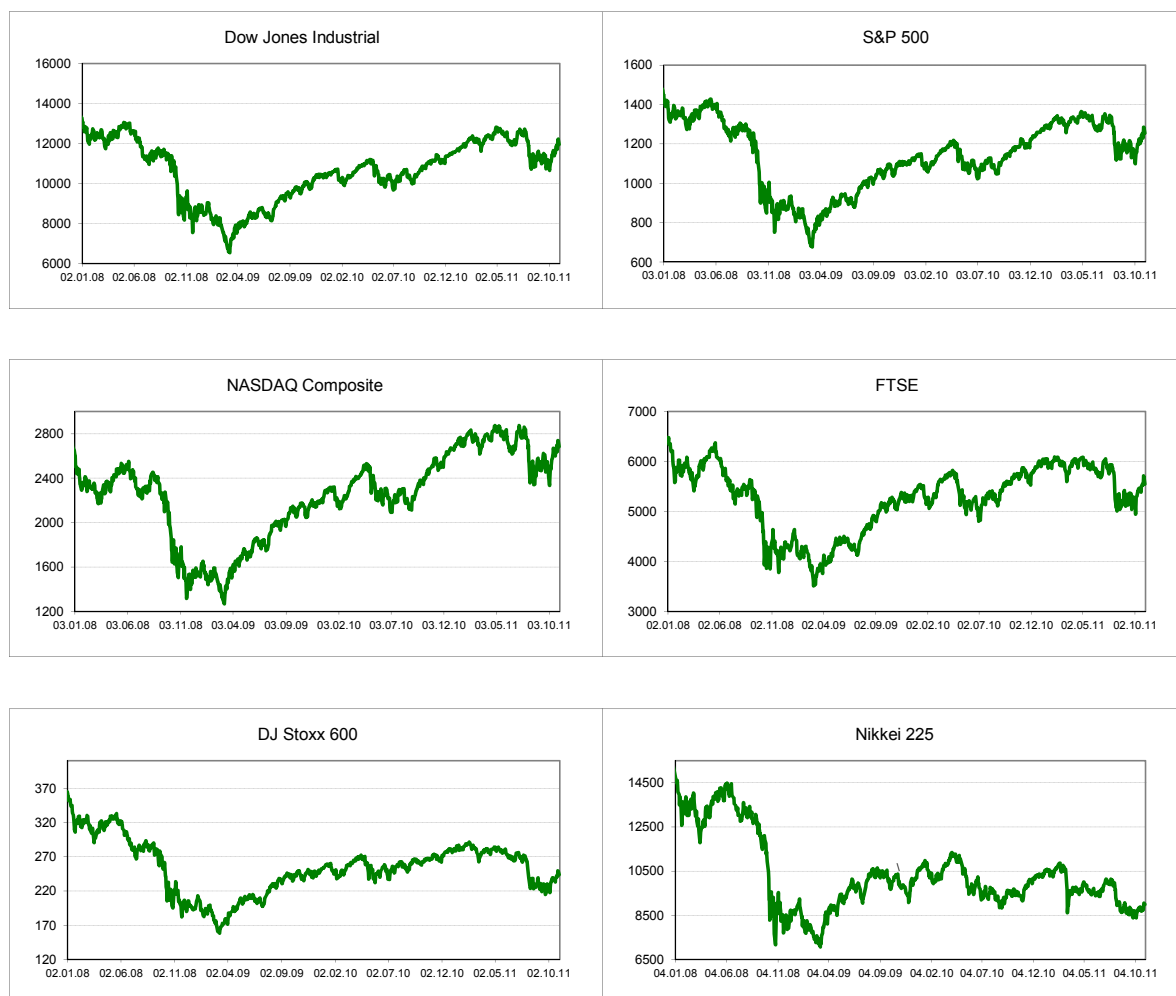 Dow Jones Industrial
16000
14000
12000
10000
8000
6000
02.01.08 02.06.08 02.11.08 02.04.09 02.09.09 02.02.10 02.07.10 02.12.10 02.05.11 02.10.11
S&P 500
1600
1400
1200
1000
800
600
03.01.08 03.06.08 03.11.08 03.04.09 03.09.09 03.02.10 03.07.10 03.12.10 03.05.11 03.10.11
NASDAQ Composite
2800
2400
2000
1600
1200
03.01.08 03.06.08 03.11.08 03.04.09 03.09.09 03.02.10 03.07.10 03.12.10 03.05.11 03.10.11
FTSE
7000
6000
5000
4000
3000
02.01.08 02.06.08 02.11.08 02.04.09 02.09.09 02.02.10 02.07.10 02.12.10 02.05.11 02.10.11
DJ Stoxx 600
370
320
270
220
170
120
02.01.08 02.06.08 02.11.08 02.04.09 02.09.09 02.02.10 02.07.10 02.12.10 02.05.11 02.10.11
Nikkei 225
14500
12500
10500
8500
6500
04.01.08 04.06.08 04.11.08 04.04.09 04.09.09 04.02.10 04.07.10 04.12.10 04.05.11 04.10.11